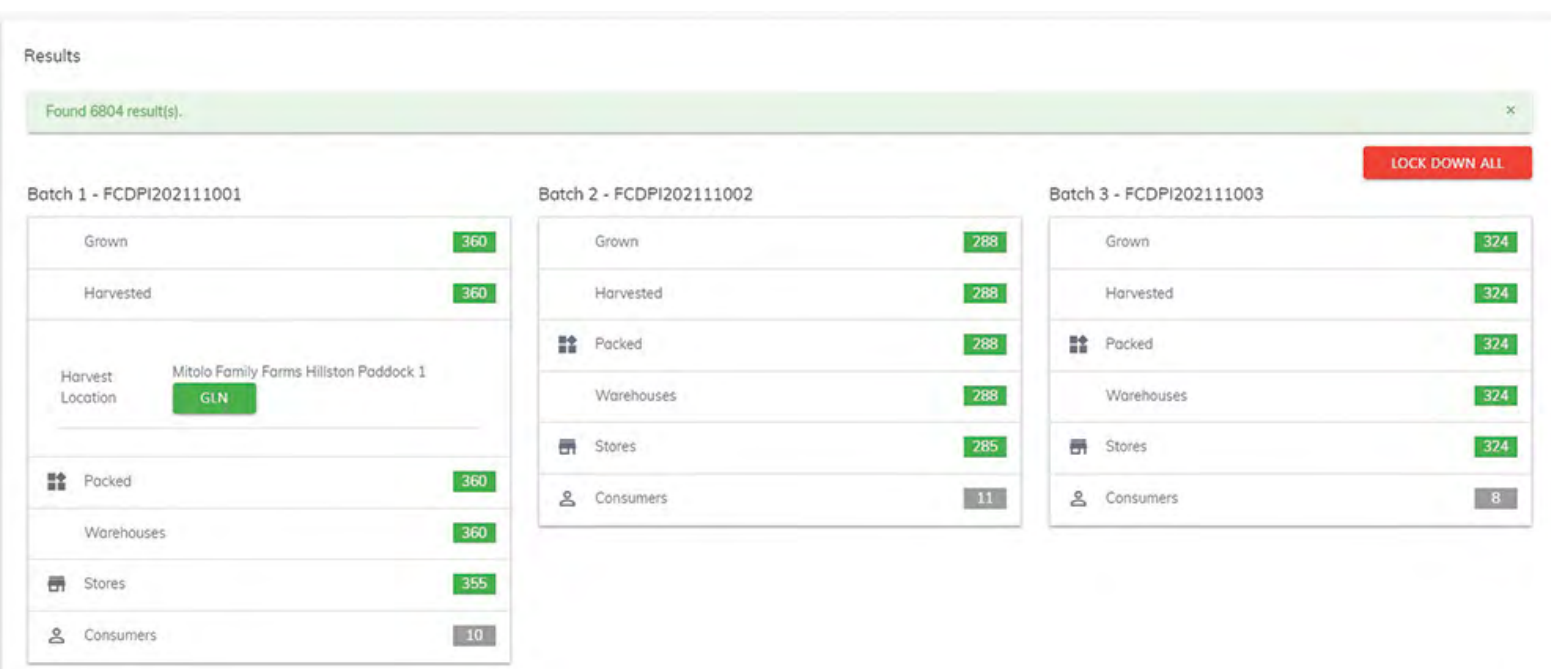 Results
Found 6804 result(s). ×
LOCK DOWN ALL
Batch 1 - FCDPI202111001
Grown 360
Harvested 360
Harvest Location
Mitolo Family Farms Hillston Paddock 1
GLN
Packed 360
Warehouses 360
Stores 355
Consumers 10
Batch 2 - FCDPI202111002
Grown 288
Harvested 288
Packed 288
Warehouses 288
Stores 285
Consumers 11
Batch 3 - FCDPI202111003
Grown 324
Harvested 324
Packed 324
Warehouses 324
Stores 324
Consumers 8